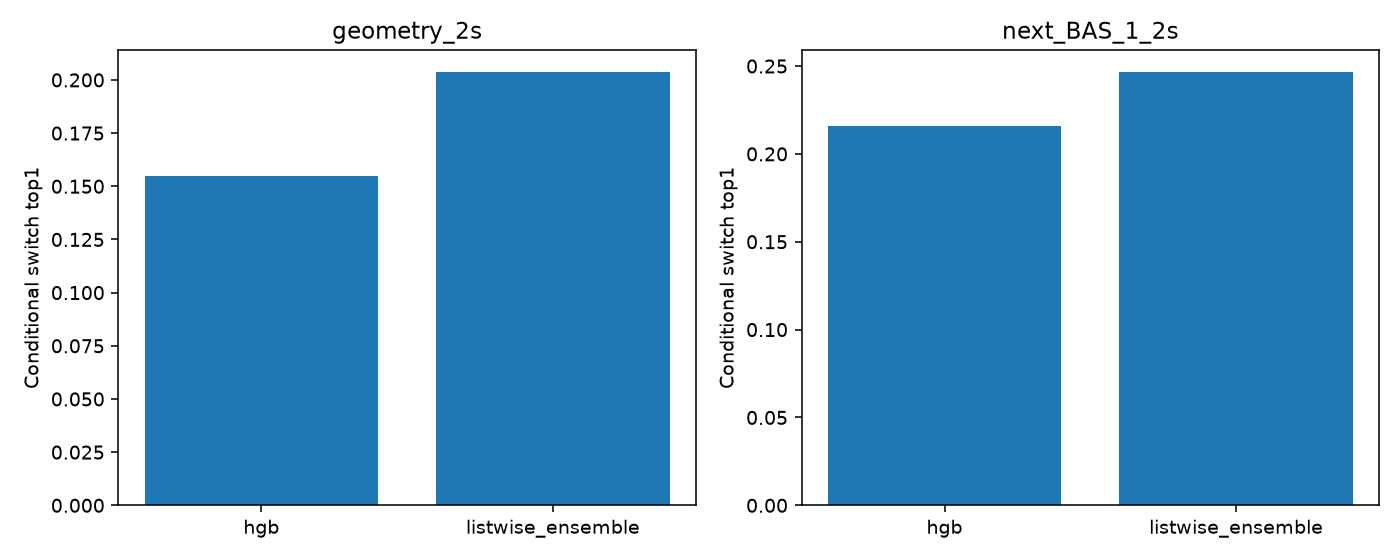 geometry_2s
Conditional switch top1
0.200
0.175
0.150
0.125
0.100
0.075
0.050
0.025
0.000
hgb listwise_ensemble
next_BAS_1_2s
Conditional switch top1
0.25
0.20
0.15
0.10
0.05
0.00
hgb listwise_ensemble